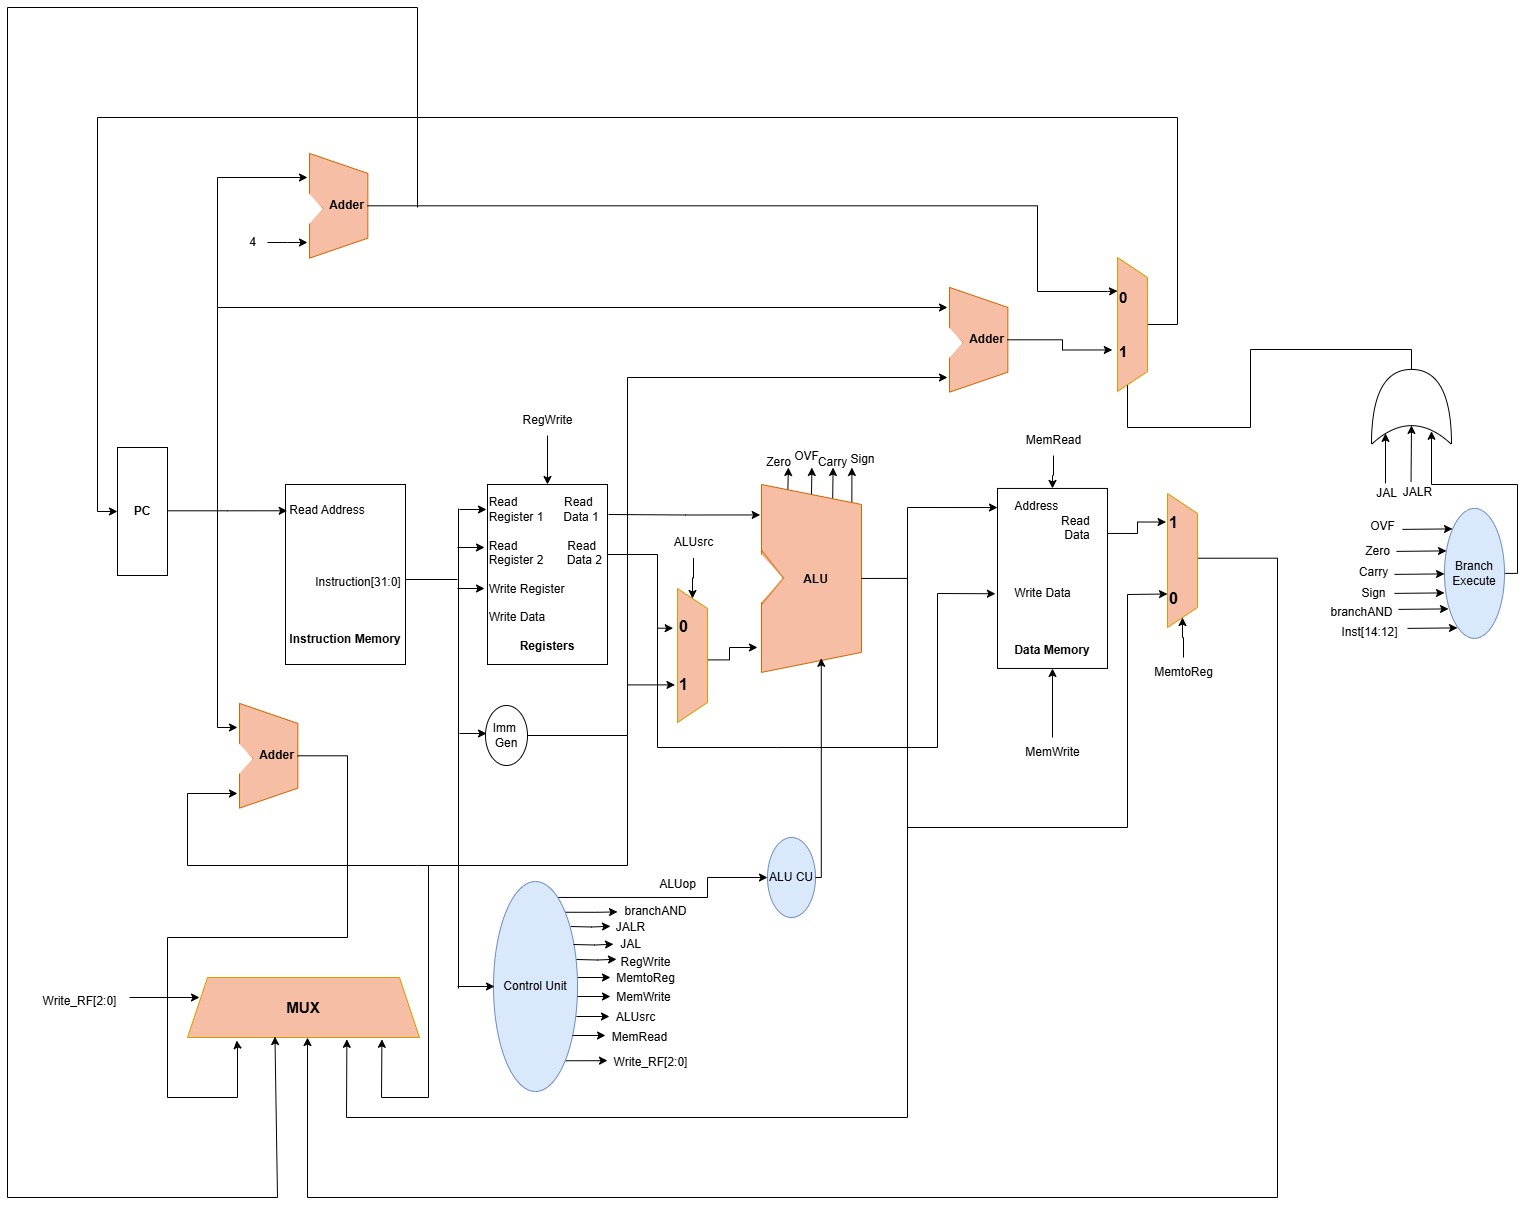 Adder
4
0
Adder
1
RegWrite
MemRead
Zero
OVF
Carry
Sign
PC
Read Address
Instruction[31:0]
Instruction Memory
Read
Register 1
Read
Data 1
Read
Register 2
Read
Data 2
Write Register
Write Data
Registers
ALUsrc
0
1
ALU
Address
Read
Data
Write Data
Data Memory
1
0
MemtoReg
MemWrite
JAL
JALR
OVF
Zero
Carry
Sign
branchAND
Inst[14:12]
Branch
Execute
Adder
Imm
Gen
ALUop
ALU CU
Control Unit
branchAND
JALR
JAL
RegWrite
MemtoReg
MemWrite
ALUsrc
MemRead
Write_RF[2:0]
Write_RF[2:0]
MUX